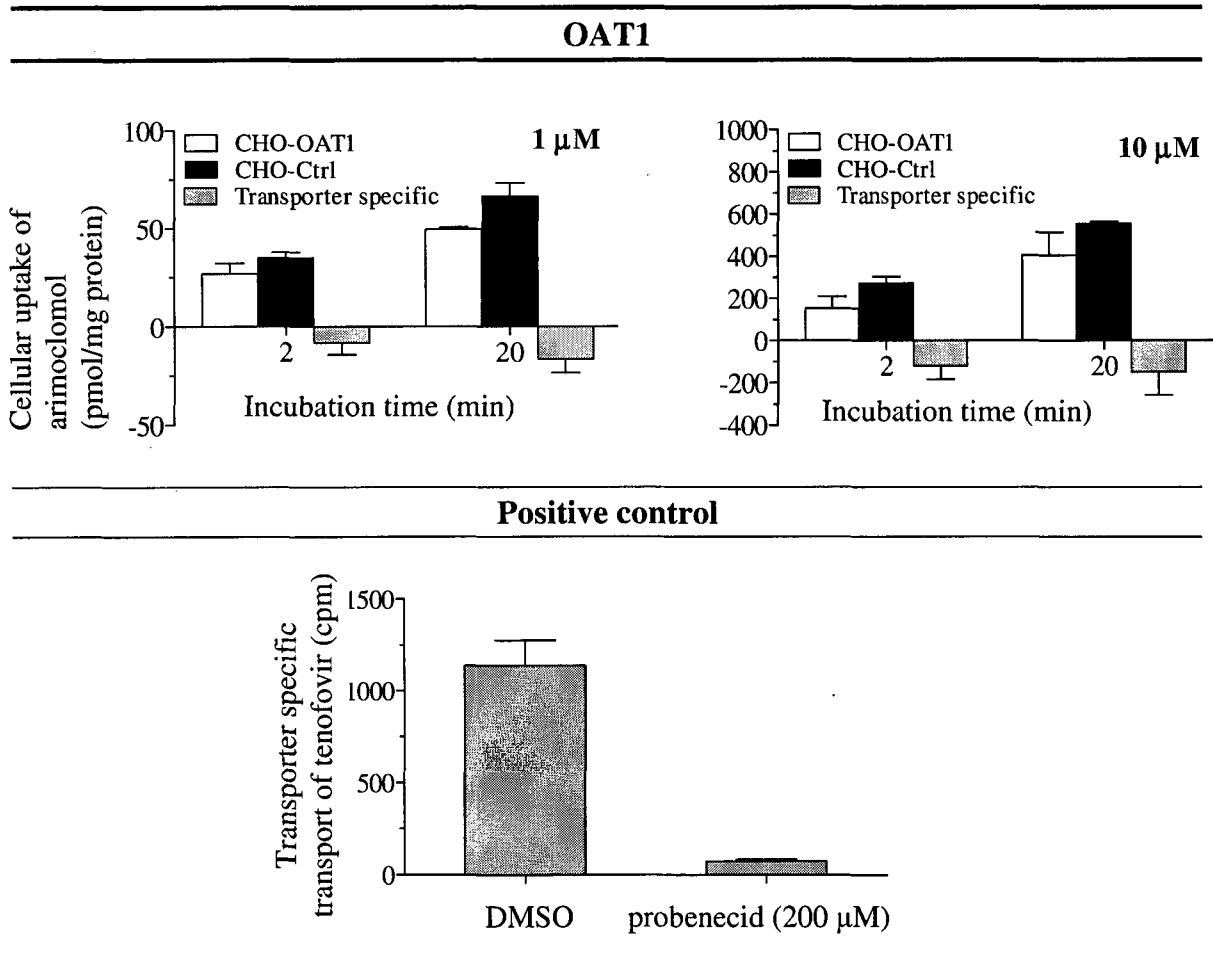 OAT1
Cellular uptake of
arimoclomol
(pmol/mg protein)
100
50
0
-50
CHO-OAT1
CHO-Ctrl
Transporter specific
1 μM
2
20
Incubation time (min)
1000
800
600
400
200
0
-200
-400
CHO-OAT1
CHO-Ctrl
Transporter specific
10 μM
2
20
Incubation time (min)
Positive control
Transporter specific
transport of tenofovir (cpm)
1500
1000
500
0
DMSO
probenecid (200 μM)